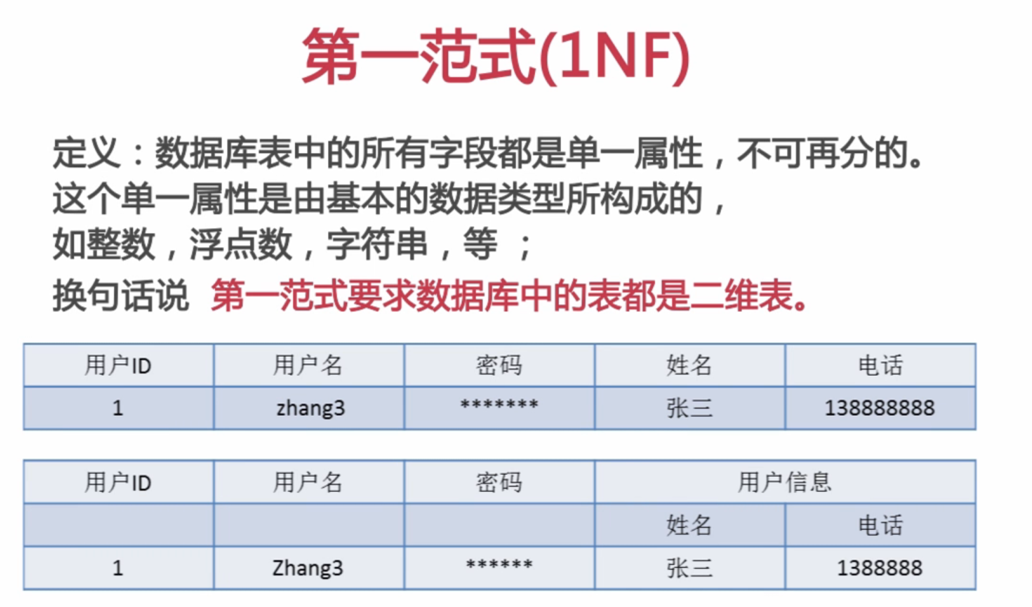 第一范式(1NF)
定义：数据库表中的所有字段都是单一属性，不可再分的。
这个单一属性是由基本的数据类型所构成的，
如整数，浮点数，字符串，等 ；
换句话说 第一范式要求数据库中的表都是二维表。
用户ID 用户名 密码 姓名 电话
1 zhang3 ******* 张三 138888888
用户ID 用户名 密码 用户信息
姓名 电话
1 Zhang3 ****** 张三 1388888